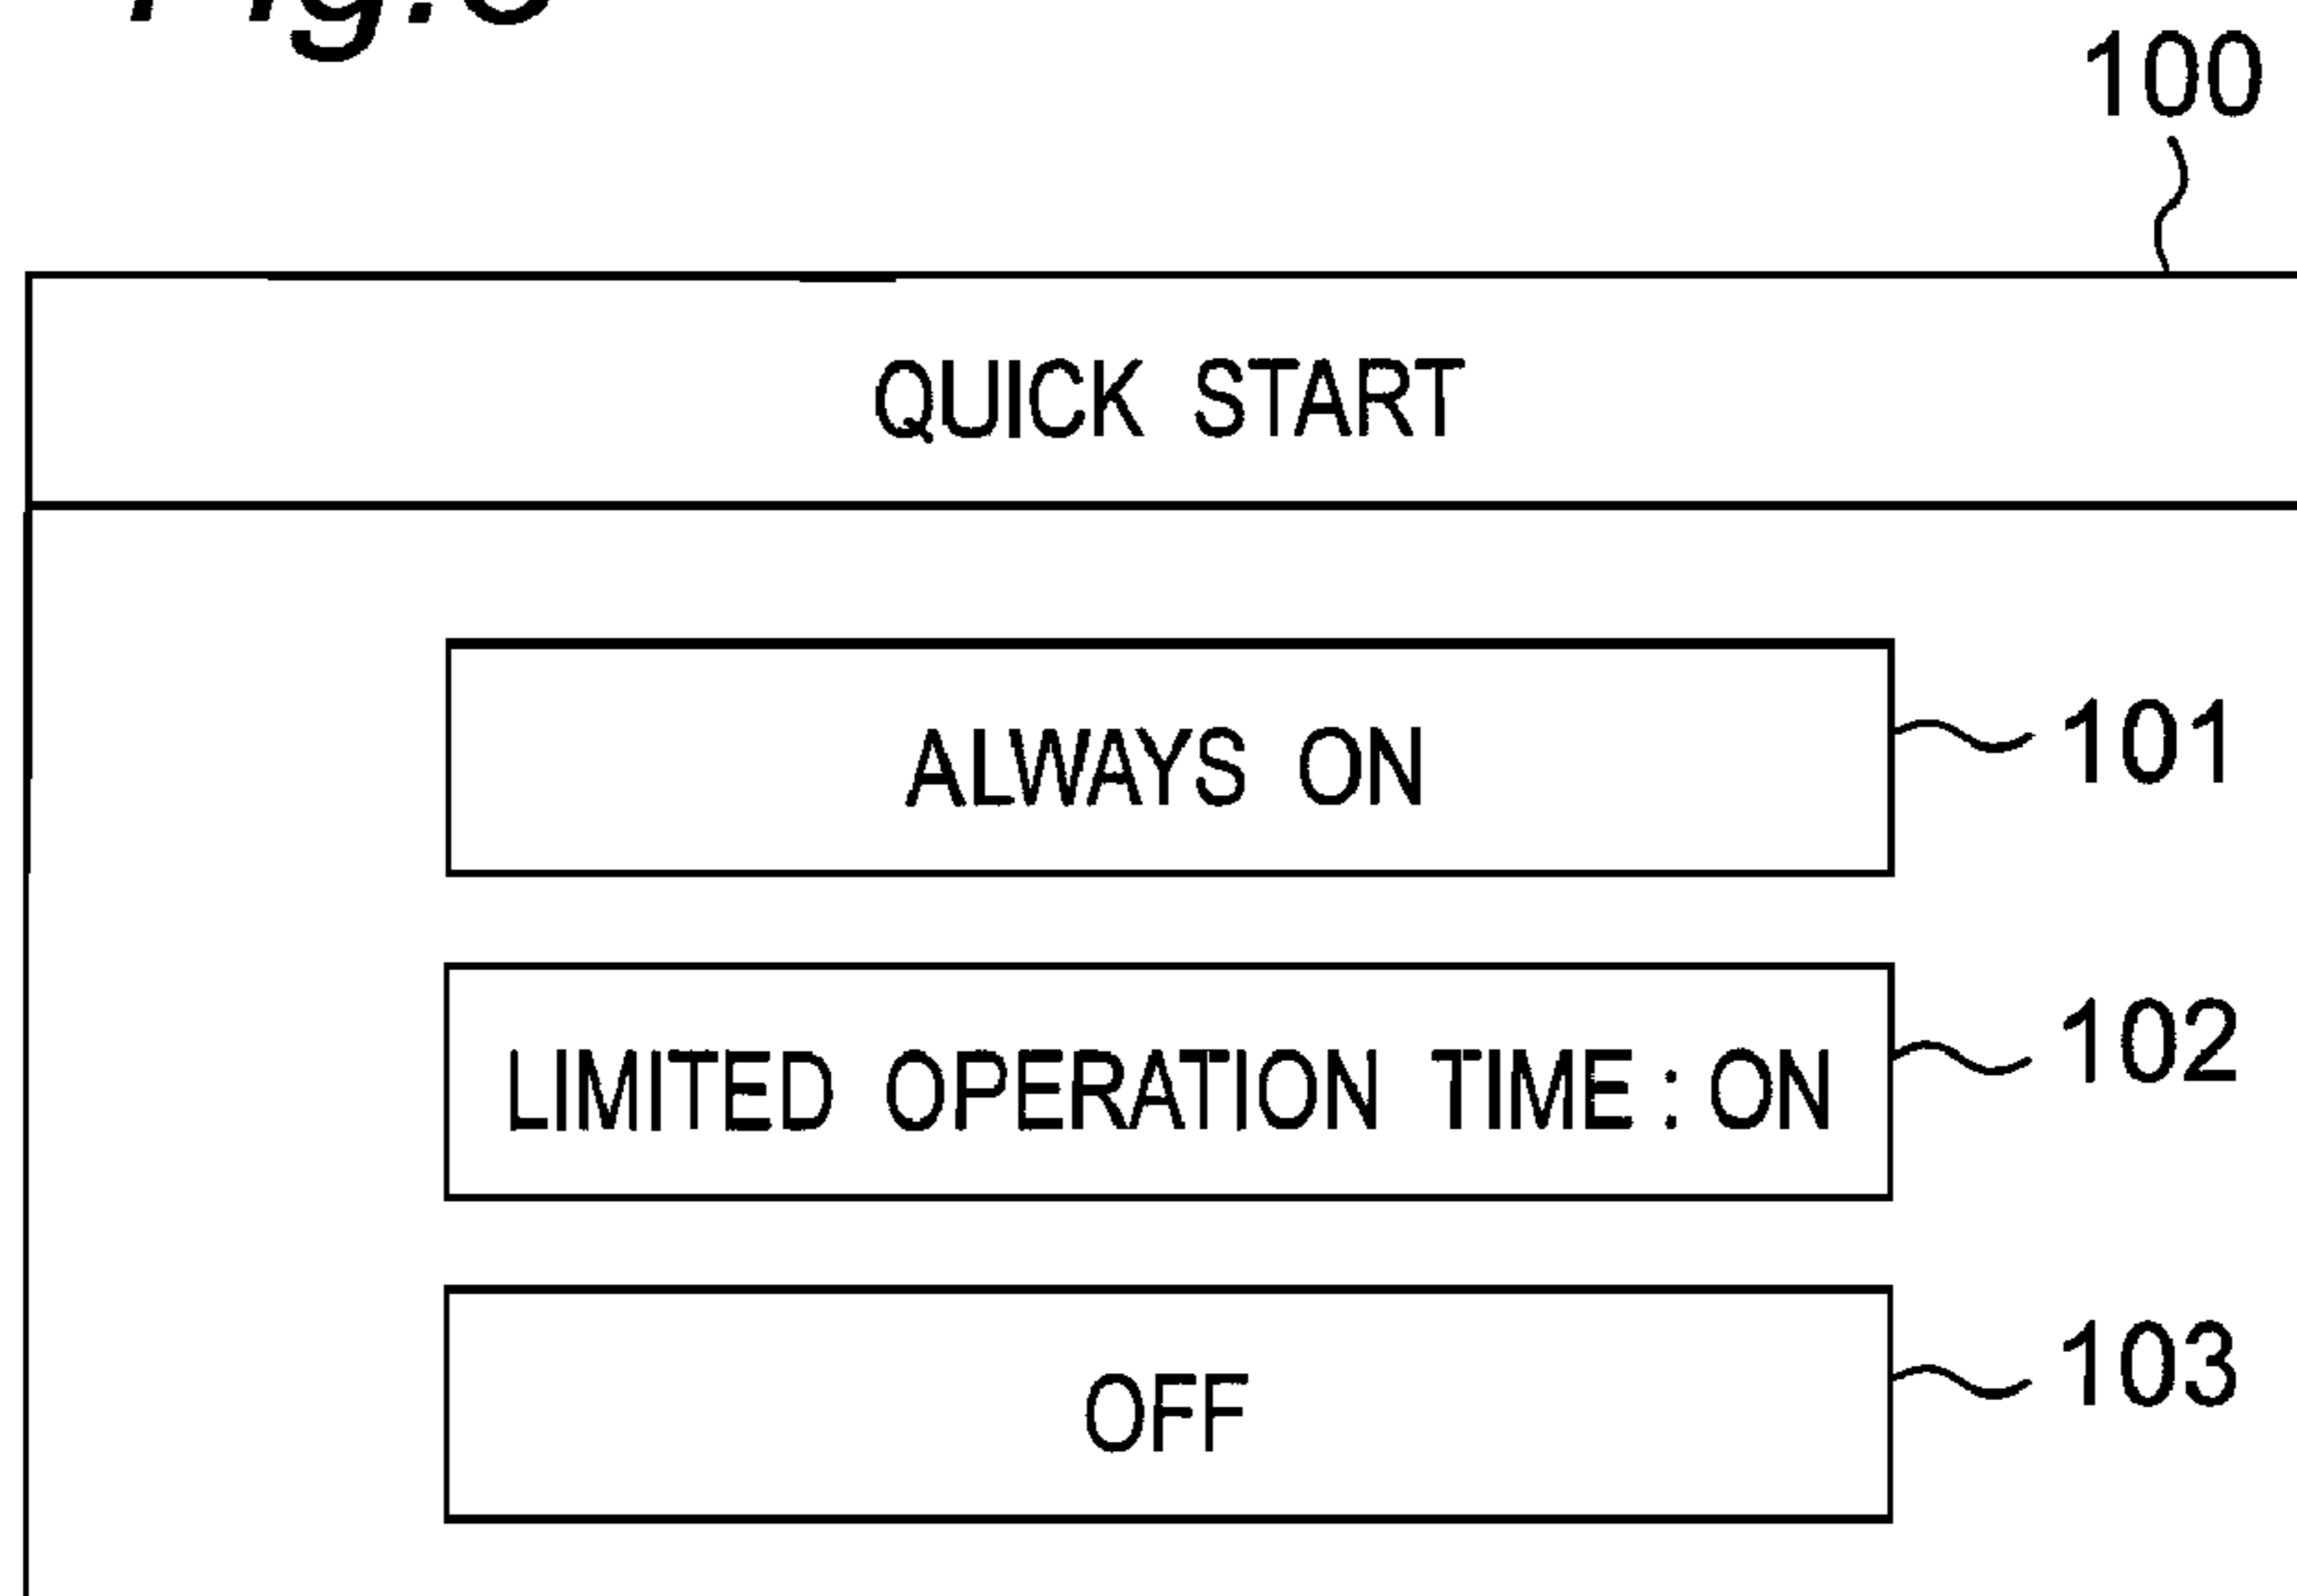 100
QUICK START
ALWAYS ON 101
LIMITED OPERATION TIME:ON 102
OFF 103